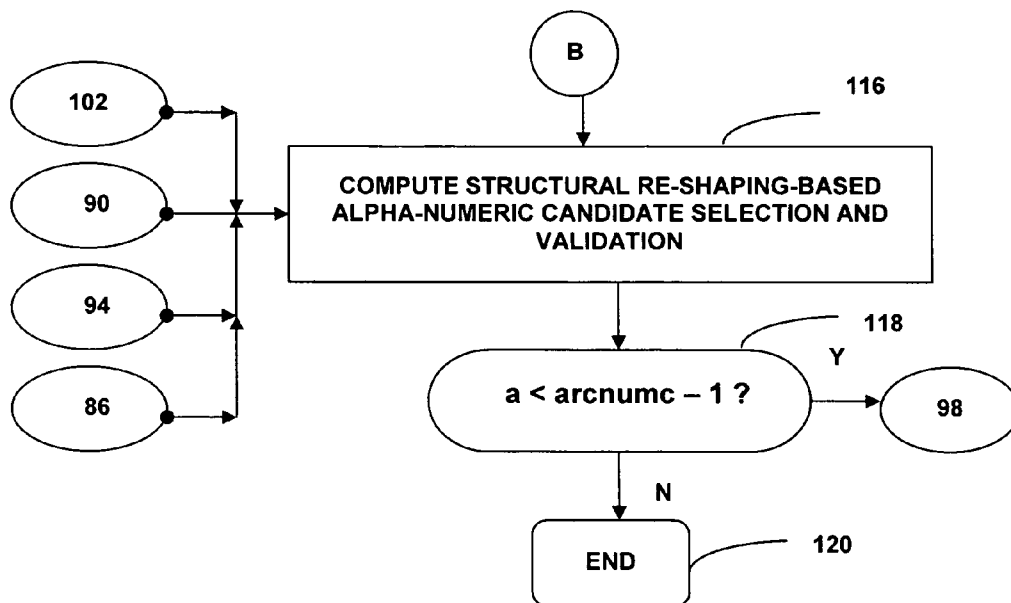 B
102
116
COMPUTE STRUCTURAL RE-SHAPING-BASED
ALPHA-NUMERIC CANDIDATE SELECTION AND
VALIDATION
90
94
118
Y
a < arcnumc – 1 ?
86
98
N
END
120